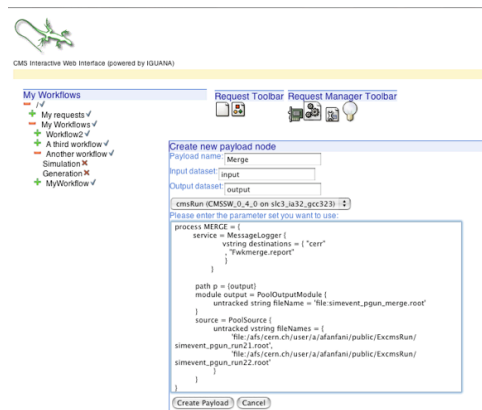 CMS Interactive Web Interface (powered by IGUANA)
My Workflows
/
My requests
My Workflows
Workflow2
A third workflow
Another workflow
Simulation
Generation
MyWorkflow
Request Toolbar Request Manager Toolbar
Create new payload node
Payload name: Merge
Input dataset: input
Output dataset: output
cmsRun (CMSSW_0_4_0 on slc3_ia32_gcc323)
Please enter the parameter set you want to use:
process MERGE = {
service = MessageLogger {
vstring destinations = { "cerr"
, "Fwkmerge.report"
}
}
path p = {output}
module output = PoolOutputModule {
untracked string fileName = 'file:simevent_pgun_merge.root'
}
source = PoolSource {
untracked vstring fileNames = {
'file:/afs/cern.ch/user/a/afanfani/public/ExcmsRun/
simevent_pgun_run21.root',
'file:/afs/cern.ch/user/a/afanfani/public/ExcmsRun/
simevent_pgun_run22.root'
}
}
}
Create Payload Cancel